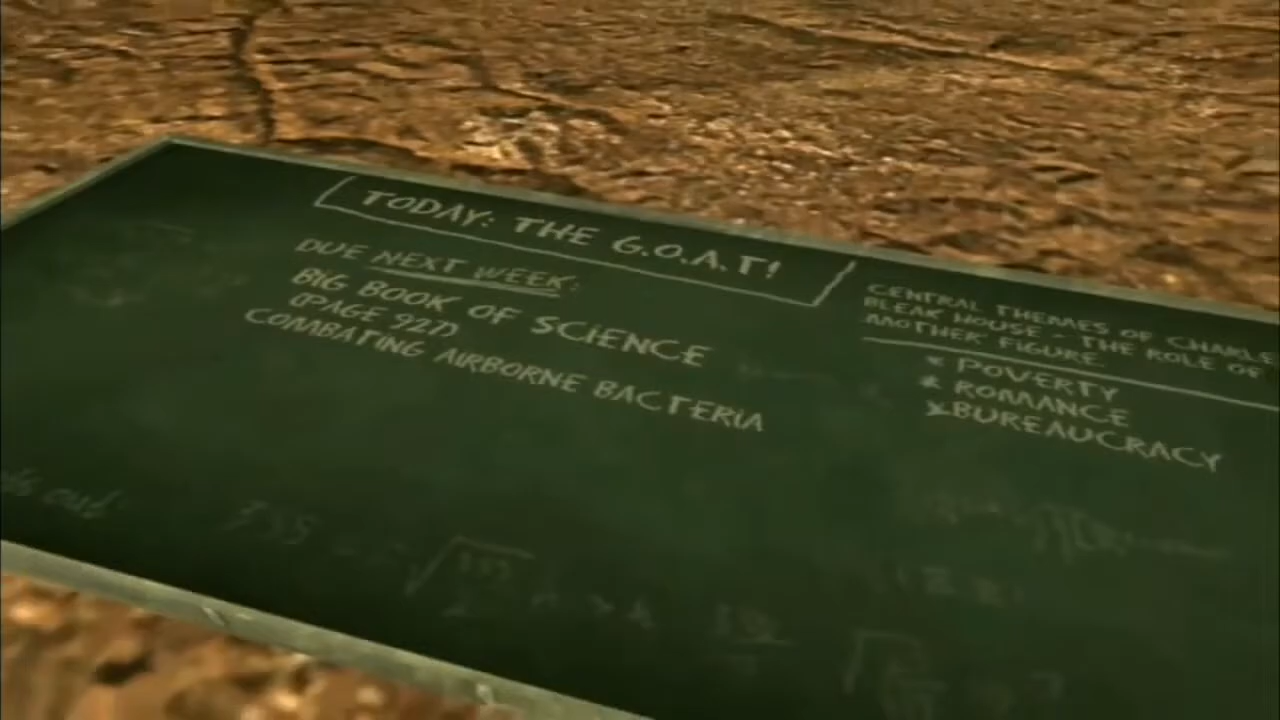 TODAY: THE G.O.A.T!
DUE NEXT WEEK:
BIG BOOK OF SCIENCE
(PAGE 927)
COMBATING AIRBORNE BACTERIA
CENTRAL THEMES OF CHARLE
BLEAK HOUSE - THE ROLE OF
MOTHER FIGURE.
* POVERTY
* ROMANCE
* BUREAUCRACY